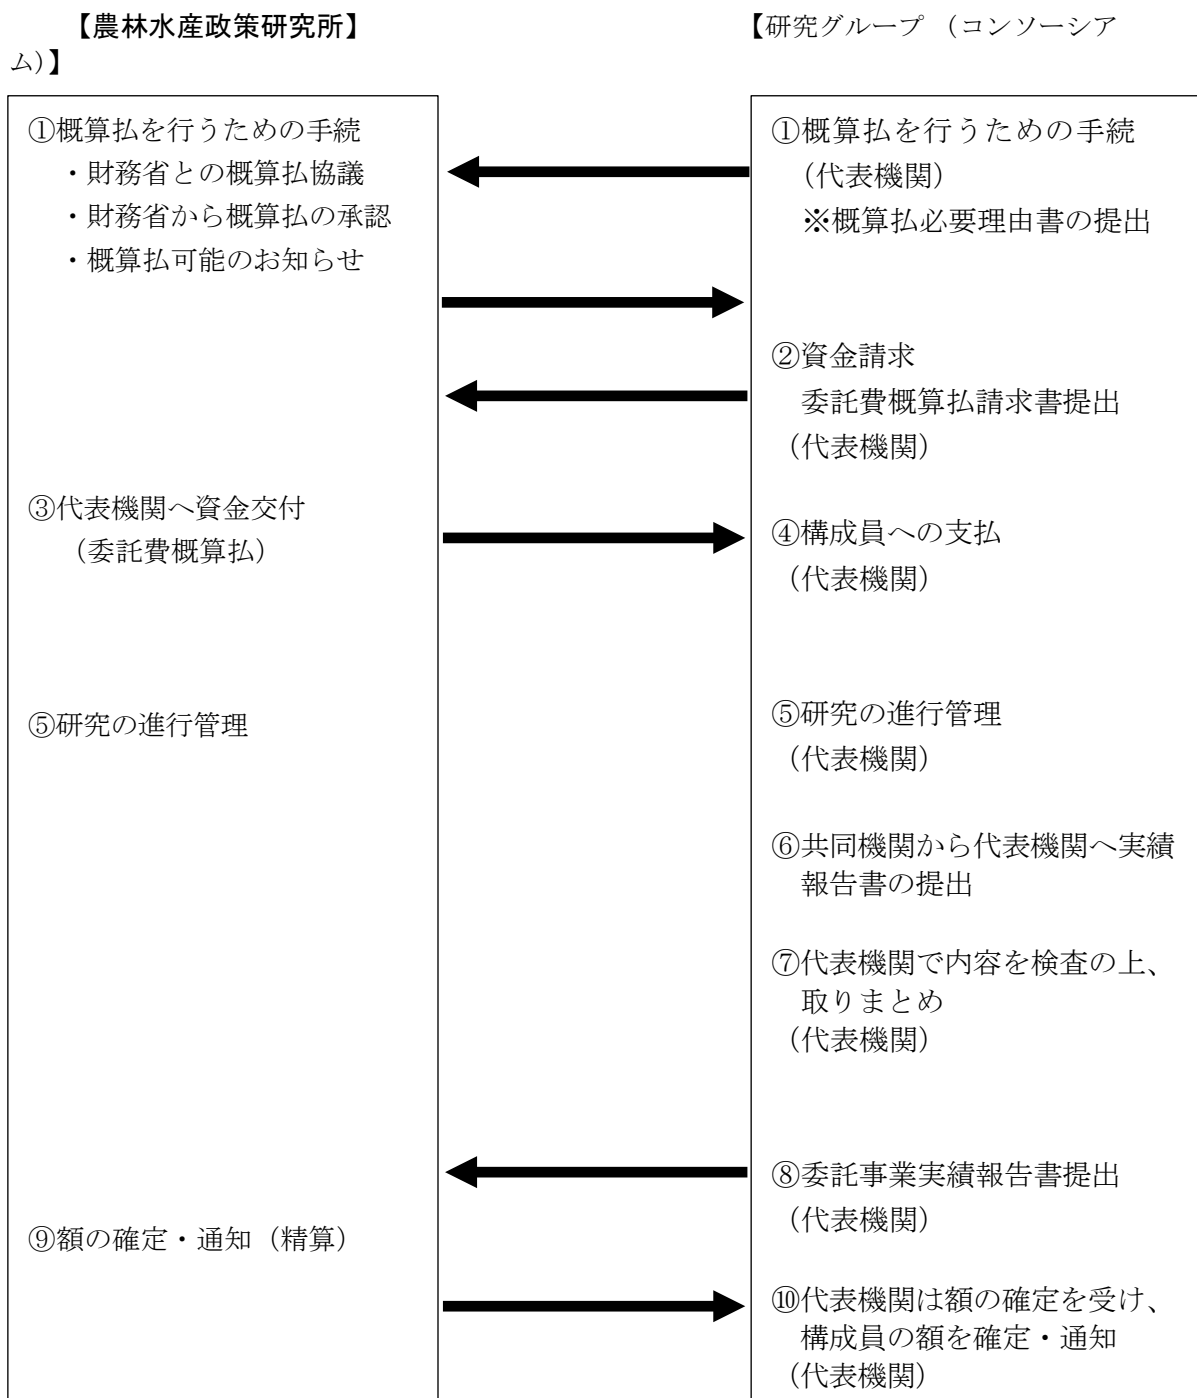 【農林水産政策研究所】
【研究グループ (コンソーシア
ム)】
①概算払を行うための手続
・財務省との概算払協議
・財務省から概算払の承認
・概算払可能のお知らせ
③代表機関へ資金交付
(委託費概算払)
⑤研究の進行管理
⑨額の確定・通知(精算)
①概算払を行うための手続
(代表機関)
※概算払必要理由書の提出
②資金請求
委託費概算払請求書提出
(代表機関)
④構成員への支払
(代表機関)
⑤研究の進行管理
(代表機関)
⑥共同機関から代表機関へ実績
報告書の提出
⑦代表機関で内容を検査の上、
取りまとめ
(代表機関)
⑧委託事業実績報告書提出
(代表機関)
⑩代表機関は額の確定を受け、
構成員の額を確定・通知
(代表機関)